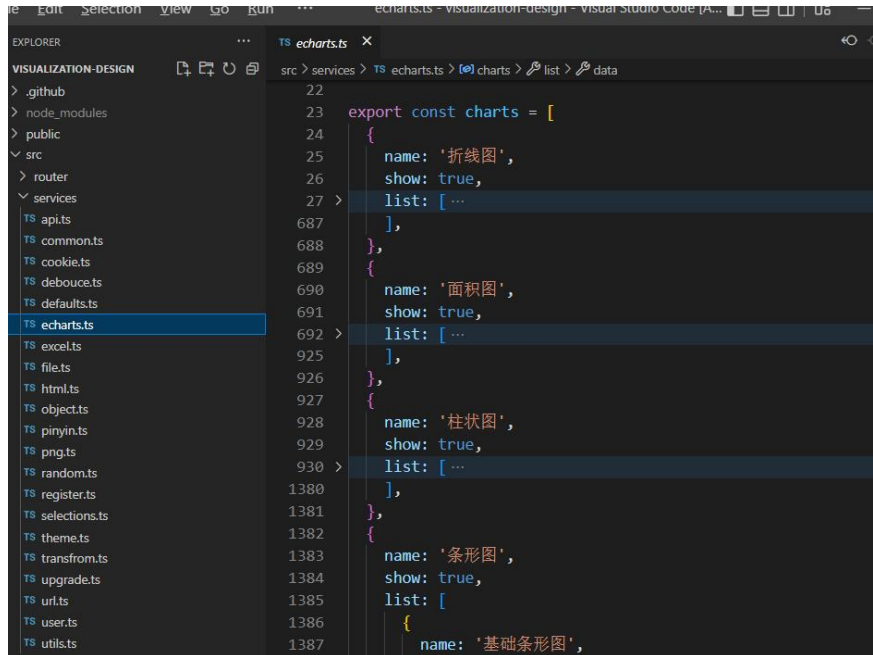 Edit Selection View Go Run ···
echarts.ts - visualization-design - Visual Studio Code [A...
EXPLORER ···
TS echarts.ts
VISUALIZATION-DESIGN
src > services > TS echarts.ts > charts > list > data
> .github
> node_modules
> public
src
> router
services
TS api.ts
TS common.ts
TS cookie.ts
TS debouce.ts
TS defaults.ts
TS echarts.ts
TS excel.ts
TS file.ts
TS html.ts
TS object.ts
TS pinyin.ts
TS png.ts
TS random.ts
TS register.ts
TS selections.ts
TS theme.ts
TS transfrom.ts
TS upgrade.ts
TS url.ts
TS user.ts
TS utils.ts
22
23 export const charts = [
24 {
25 name: '折线图',
26 show: true,
27 > list: [ ···
687 ],
688 },
689 {
690 name: '面积图',
691 show: true,
692 > list: [ ···
925 ],
926 },
927 {
928 name: '柱状图',
929 show: true,
930 > list: [ ···
1380 ],
1381 },
1382 {
1383 name: '条形图',
1384 show: true,
1385 list: [
1386 {
1387 name: '基础条形图',